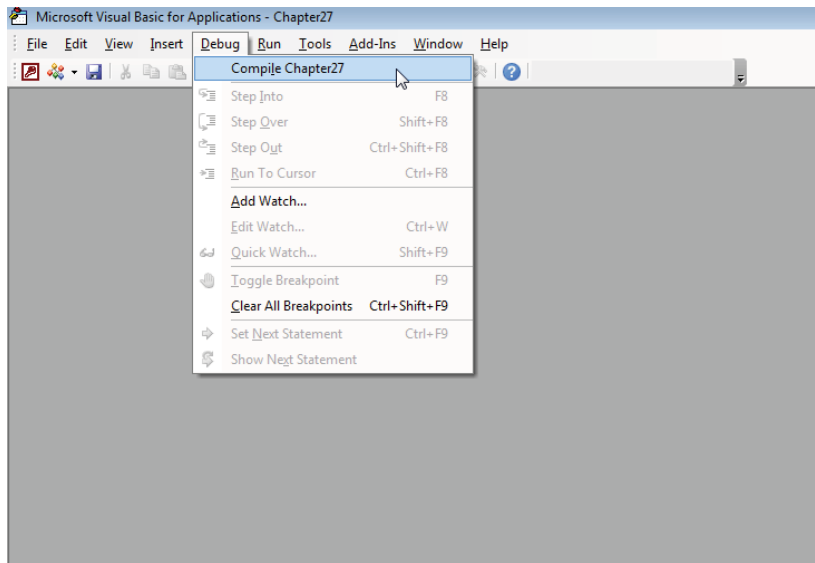 Microsoft Visual Basic for Applications - Chapter27
File Edit View Insert Debug Run Tools Add-Ins Window Help
Compile Chapter27
Step Into F8
Step Over Shift+F8
Step Out Ctrl+Shift+F8
Run To Cursor Ctrl+F8
Add Watch...
Edit Watch... Ctrl+W
Quick Watch... Shift+F9
Toggle Breakpoint F9
Clear All Breakpoints Ctrl+Shift+F9
Set Next Statement Ctrl+F9
Show Next Statement